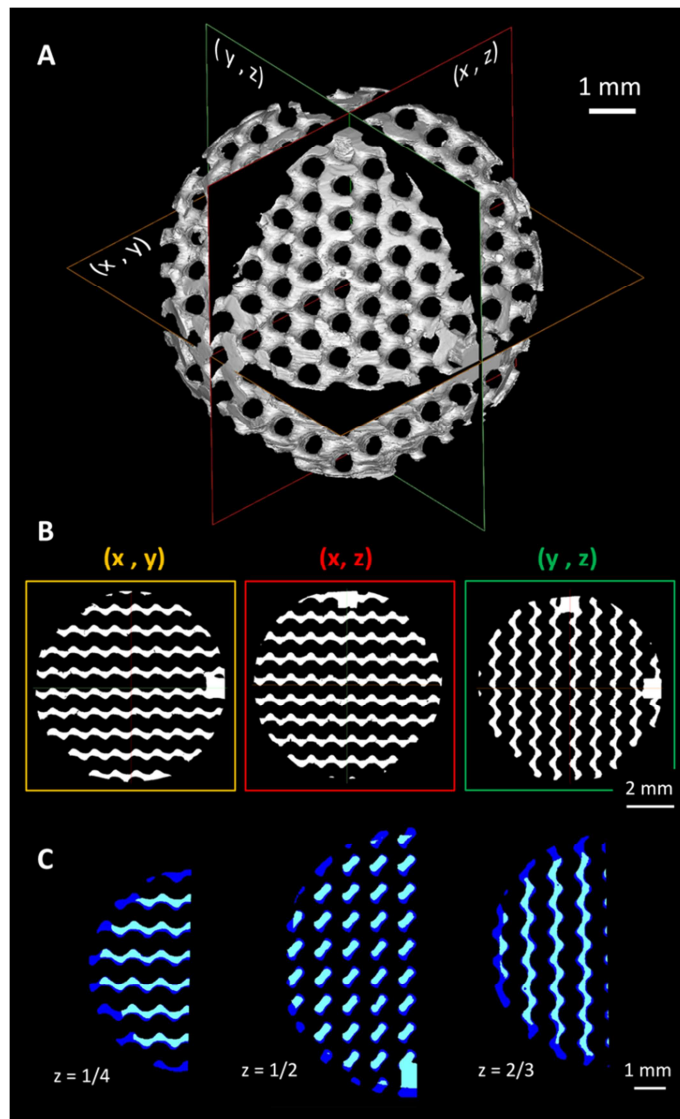 A
(y , z)
(x , z)
1 mm
(x , y)
B
(x , y)
(x, z)
(y , z)
2 mm
C
z = 1/4
z = 1/2
z = 2/3
1 mm